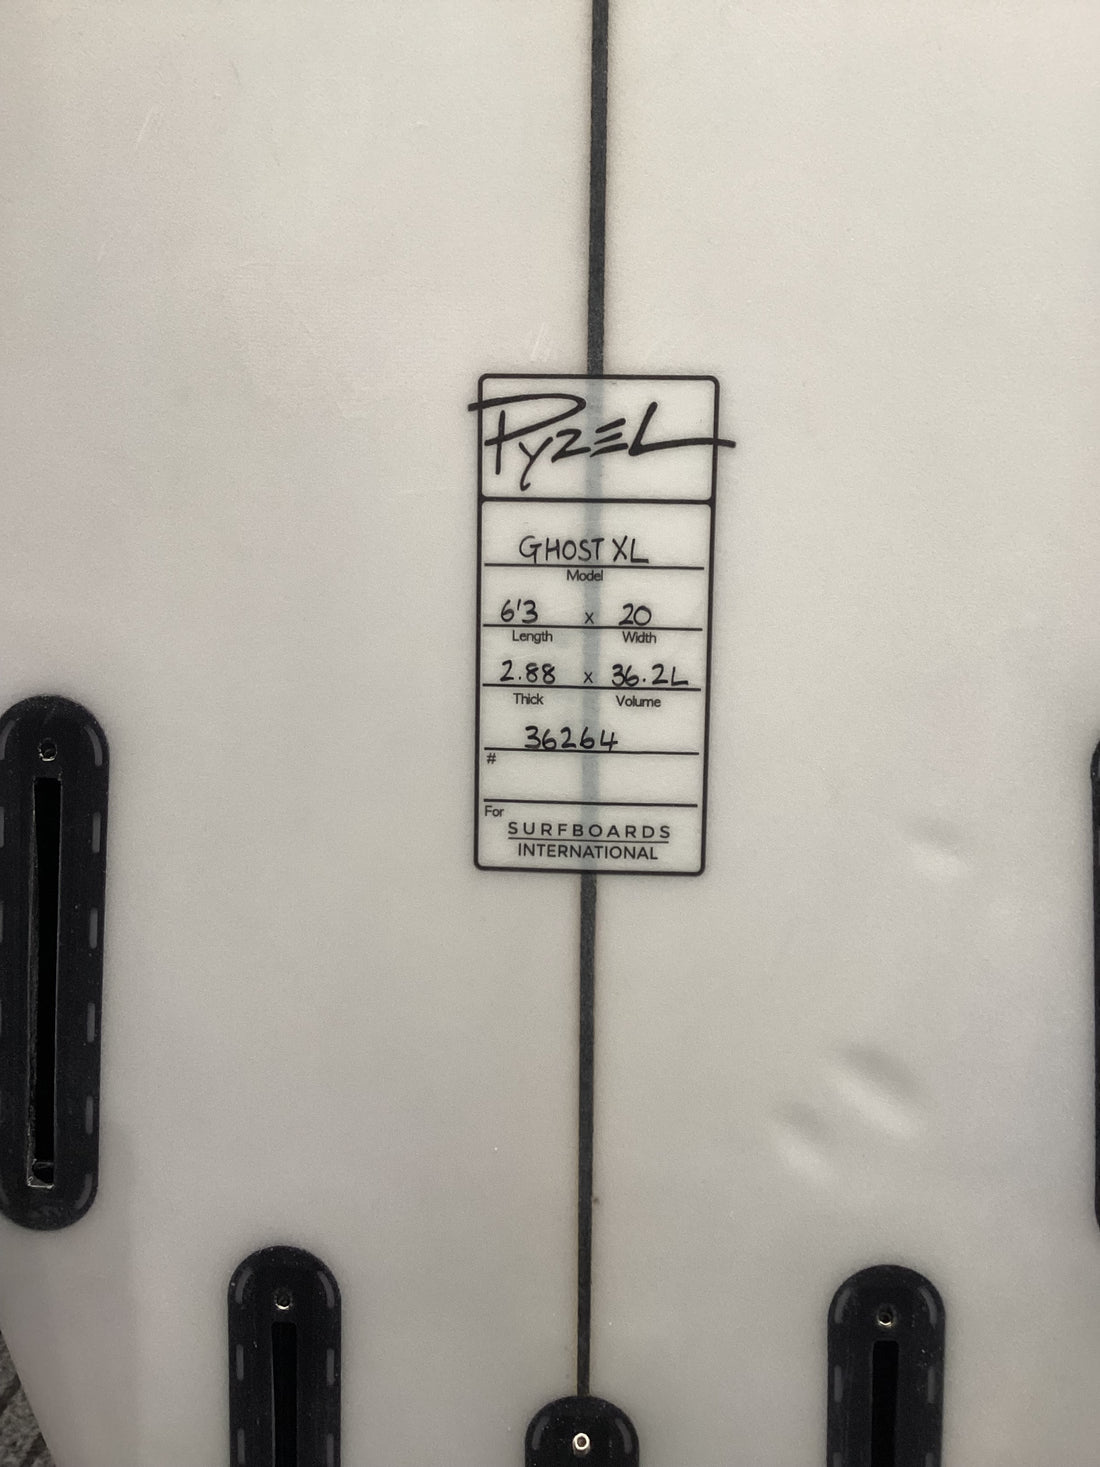 PYZEL
GHOST XL
Model
6'3 x 20
Length Width
2.88 x 36.2L
Thick Volume
36264
#
For
SURFBOARDS
INTERNATIONAL